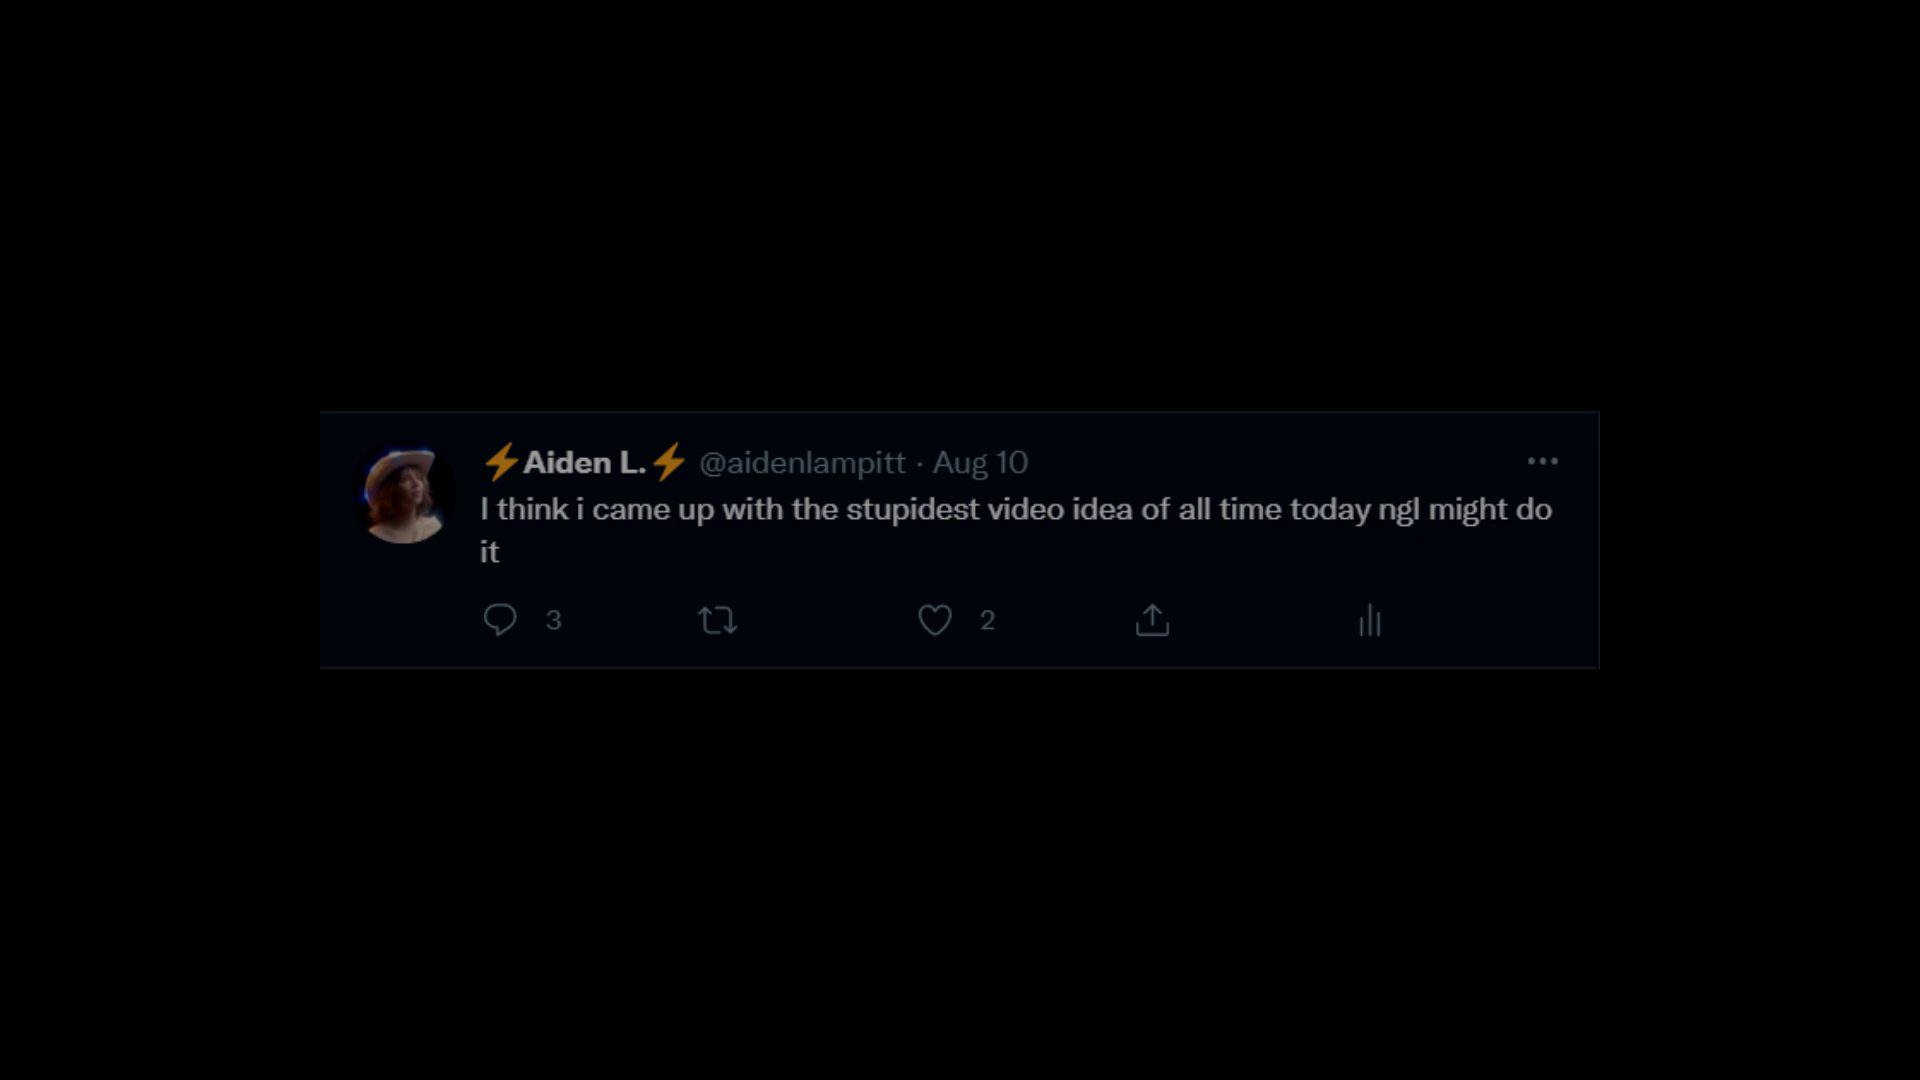 ⚡Aiden L.⚡ @aidenlampitt · Aug 10
I think i came up with the stupidest video idea of all time today ngl might do
it
3 2